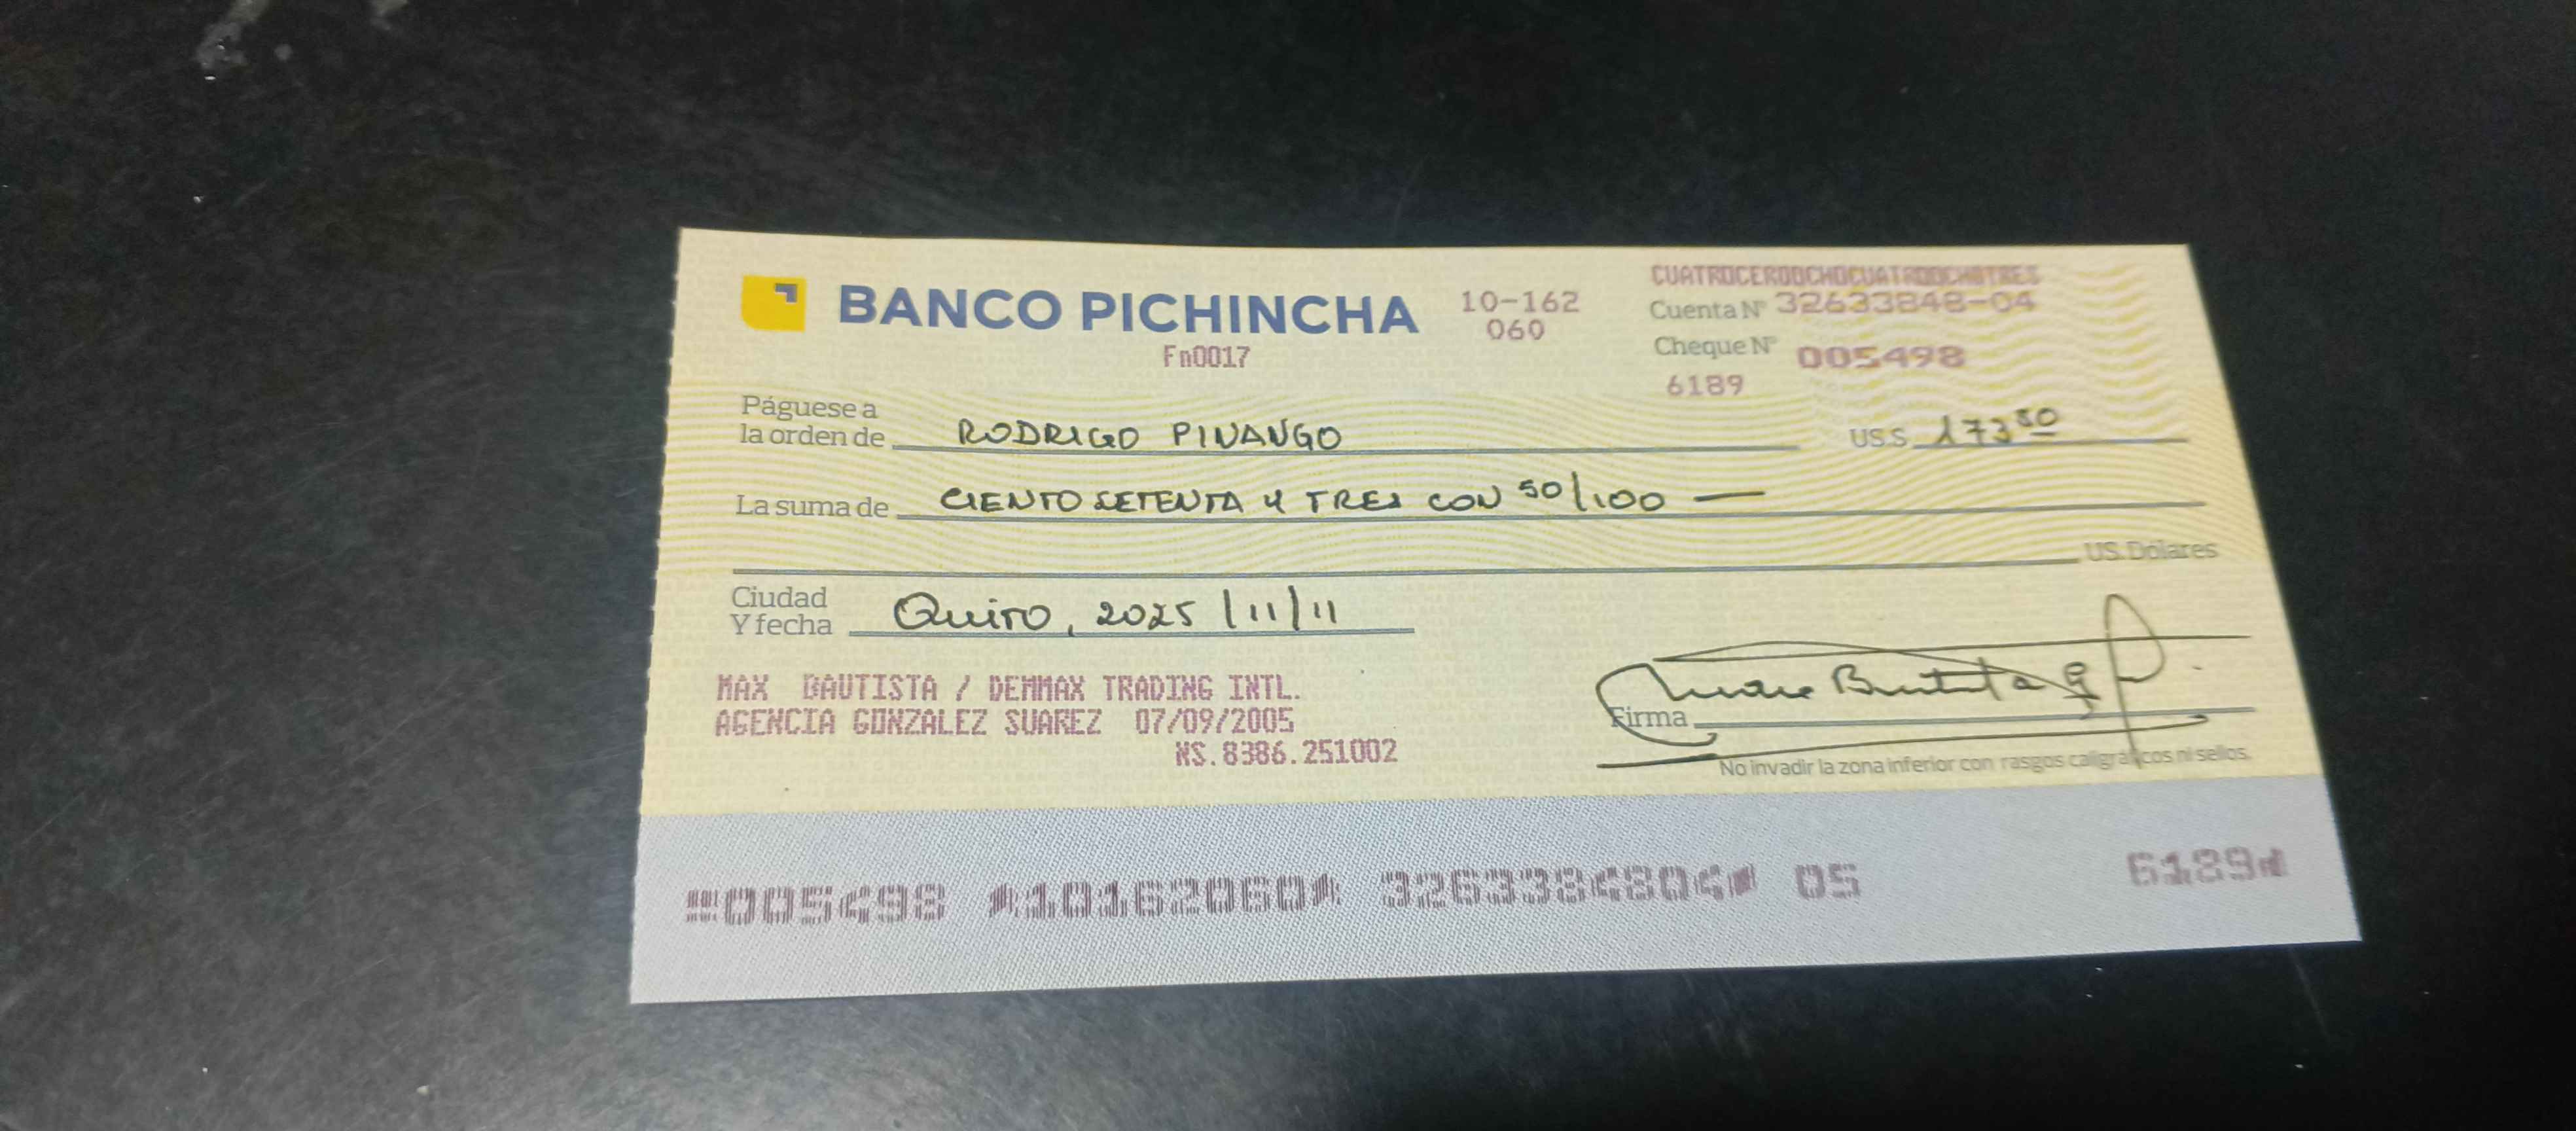 BANCO PICHINCHA
Fn0017
10-162
060
CUATROCEROOCHOCUATROOCHOTRES
Cuenta Nº 32633848-04
Cheque Nº 005498
6189
Páguese a
la orden de RODRIGO PINANGO US.$ 173 50
La suma de CIENTO SETENTA Y TRES CON 50/100 —
US. Dólares
Ciudad
Y fecha Quito, 2025/11/11
MAX BAUTISTA / DEMMAX TRADING INTL.
AGENCIA GONZALEZ SUAREZ 07/09/2005
NS.8386.251002
Firma
No invadir la zona inferior con rasgos caligráficos ni sellos.
005498 10162060 3263384804 05 6189